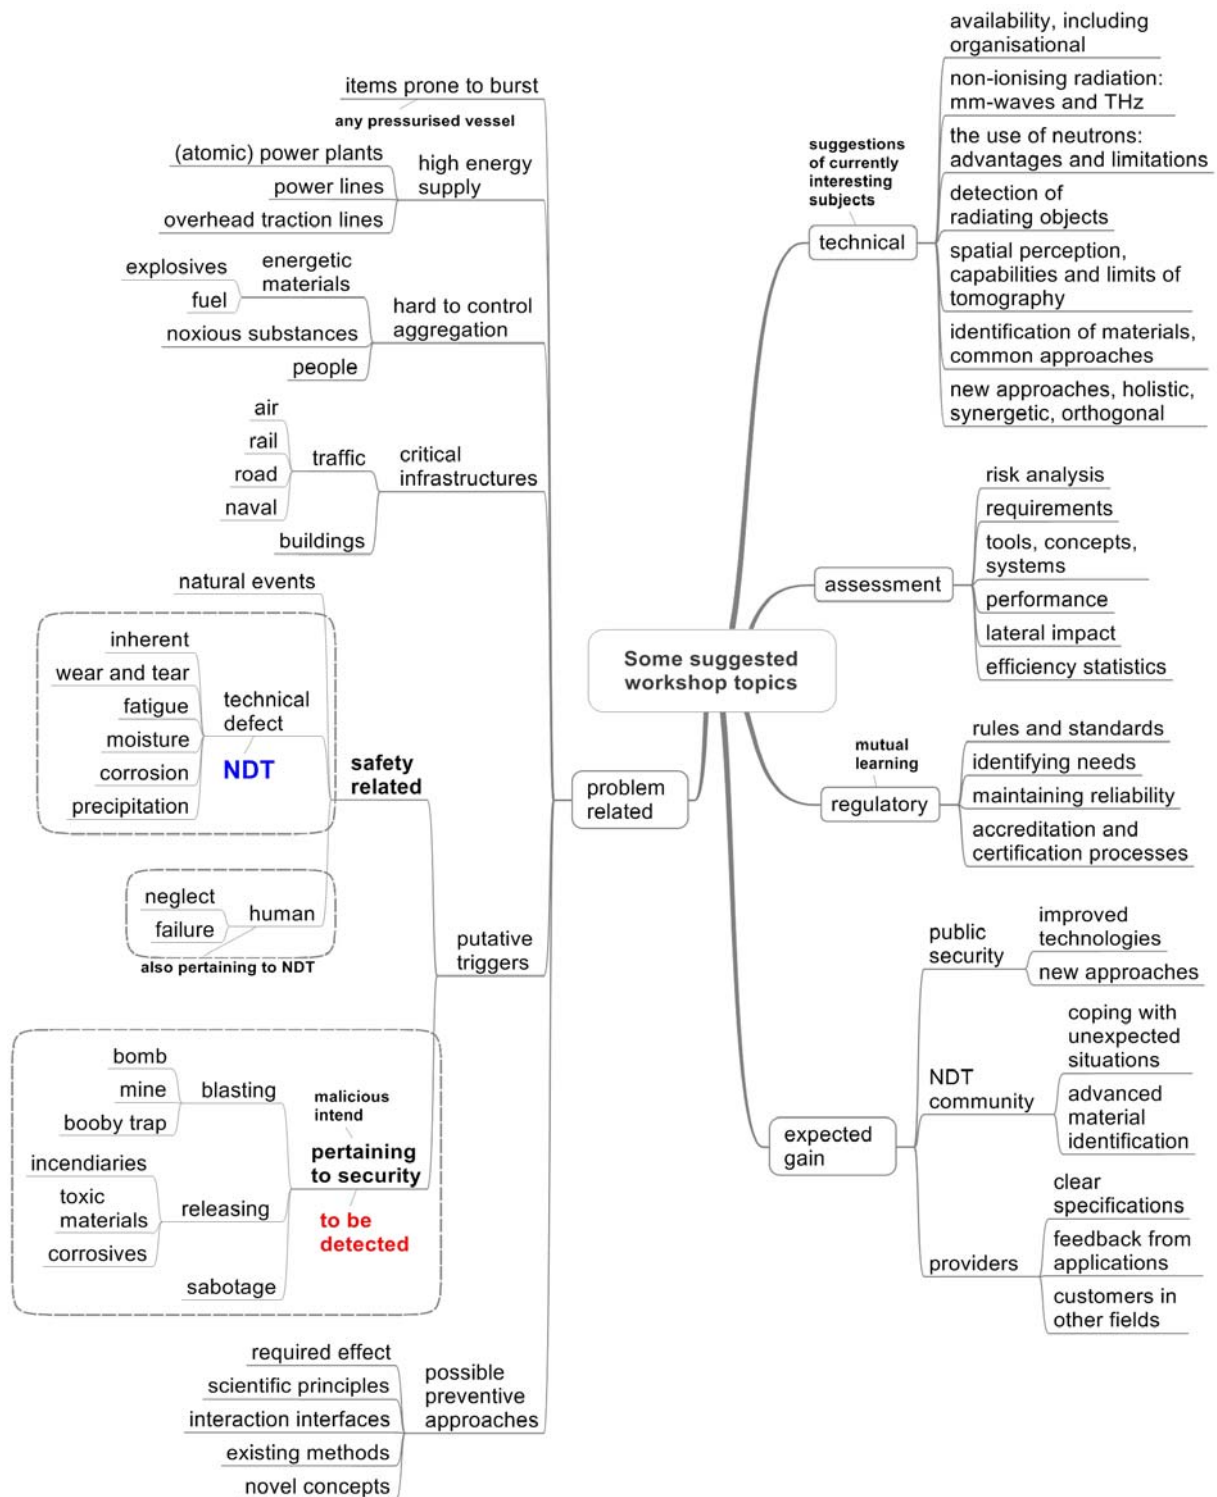 items prone to burst
any pressurised vessel
(atomic) power plants
power lines
overhead traction lines
high energy
supply
explosives
fuel
energetic
materials
noxious substances
people
hard to control
aggregation
air
rail
road
naval
traffic
buildings
critical
infrastructures
natural events
inherent
wear and tear
fatigue
moisture
corrosion
precipitation
technical
defect
NDT
safety
related
neglect
failure
human
also pertaining to NDT
putative
triggers
bomb
mine
booby trap
blasting
incendiaries
toxic
materials
corrosives
releasing
sabotage
malicious
intend
pertaining
to security
to be
detected
required effect
scientific principles
interaction interfaces
existing methods
novel concepts
possible
preventive
approaches
problem
related
Some suggested
workshop topics
suggestions
of currently
interesting
subjects
technical
availability, including
organisational
non-ionising radiation:
mm-waves and THz
the use of neutrons:
advantages and limitations
detection of
radiating objects
spatial perception,
capabilities and limits of
tomography
identification of materials,
common approaches
new approaches, holistic,
synergetic, orthogonal
assessment
risk analysis
requirements
tools, concepts,
systems
performance
lateral impact
efficiency statistics
mutual
learning
regulatory
rules and standards
identifying needs
maintaining reliability
accreditation and
certification processes
expected
gain
public
security
improved
technologies
new approaches
NDT
community
coping with
unexpected
situations
advanced
material
identification
providers
clear
specifications
feedback from
applications
customers in
other fields